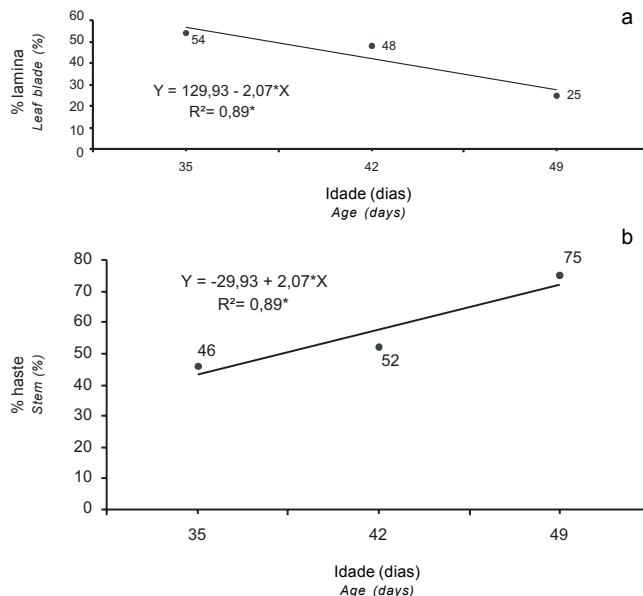 a
60
50
40
30
20
10
0
% lamina
Leaf blade (%)
54
48
25
Y = 129,93 - 2,07*X
R²= 0,89*
35
42
49
Idade (dias)
Age (days)
b
80
70
60
50
40
30
20
10
0
% haste
Stem (%)
Y = -29,93 + 2,07*X
R²= 0,89*
46
52
75
35
42
49
Idade (dias)
Age (days)